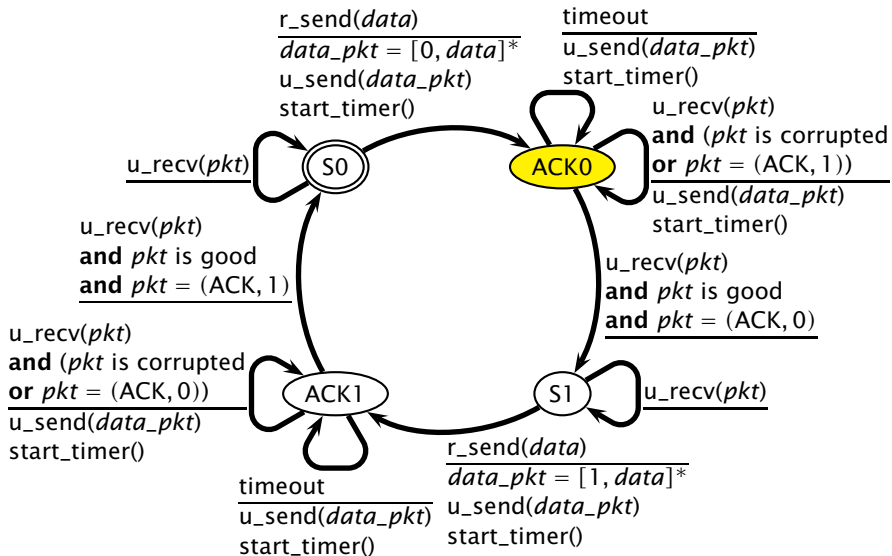 r_send(data)
data_pkt = [0, data]*
u_send(data_pkt)
start_timer()
timeout
u_send(data_pkt)
start_timer()
u_recv(pkt)
S0
ACK0
u_recv(pkt)
and (pkt is corrupted
or pkt = (ACK, 1))
u_send(data_pkt)
start_timer()
u_recv(pkt)
and pkt is good
and pkt = (ACK, 1)
u_recv(pkt)
and pkt is good
and pkt = (ACK, 0)
u_recv(pkt)
and (pkt is corrupted
or pkt = (ACK, 0))
u_send(data_pkt)
start_timer()
ACK1
S1
u_recv(pkt)
timeout
u_send(data_pkt)
start_timer()
r_send(data)
data_pkt = [1, data]*
u_send(data_pkt)
start_timer()